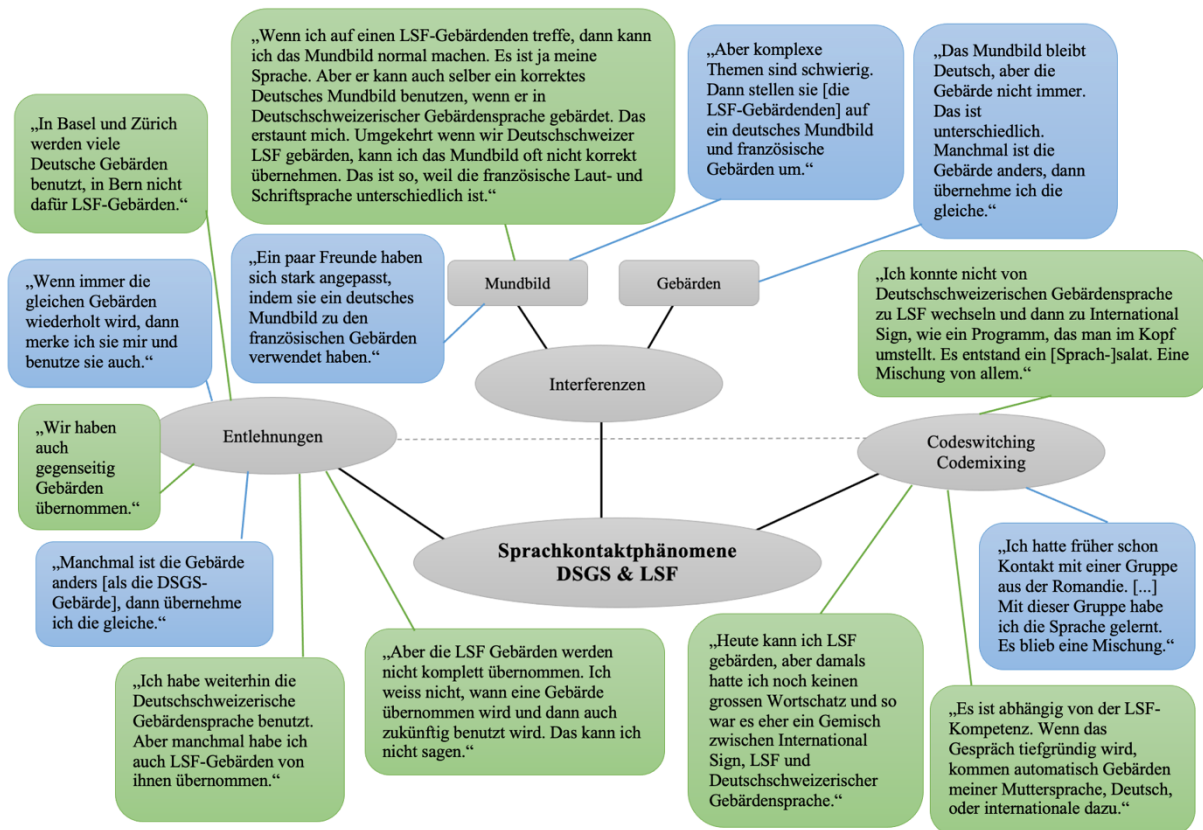 „Wenn ich auf einen LSF-Gebärdenden treffe, dann kann
ich das Mundbild normal machen. Es ist ja meine
Sprache. Aber er kann auch selber ein korrektes
Deutsches Mundbild benutzen, wenn er in
Deutschschweizerischer Gebärdensprache gebärdet. Das
erstaunt mich. Umgekehrt wenn wir Deutschschweizer
LSF gebärden, kann ich das Mundbild oft nicht korrekt
übernehmen. Das ist so, weil die französische Laut- und
Schriftsprache unterschiedlich ist.“
„Aber komplexe
Themen sind schwierig.
Dann stellen sie [die
LSF-Gebärdenden] auf
ein deutsches Mundbild
und französische
Gebärden um.“
„Das Mundbild bleibt
Deutsch, aber die
Gebärde nicht immer.
Das ist
unterschiedlich.
Manchmal ist die
Gebärde anders, dann
übernehme ich die
gleiche.“
„In Basel und Zürich
werden viele
Deutsche Gebärden
benutzt, in Bern nicht
dafür LSF-Gebärden.“
„Wenn immer die
gleichen Gebärden
wiederholt wird, dann
merke ich sie mir und
benutze sie auch.“
„Ein paar Freunde haben
sich stark angepasst,
indem sie ein deutsches
Mundbild zu den
französischen Gebärden
verwendet haben.“
Mundbild
Gebärden
„Ich konnte nicht von
Deutschschweizerischen Gebärdensprache
zu LSF wechseln und dann zu International
Sign, wie ein Programm, das man im Kopf
umstellt. Es entstand ein [Sprach-]salat. Eine
Mischung von allem.“
Interferenzen
Entlehnungen
Codeswitching
Codemixing
„Wir haben
auch
gegenseitig
Gebärden
übernommen.“
Sprachkontaktphänomene
DSGS & LSF
„Manchmal ist die Gebärde
anders [als die DSGS-
Gebärde], dann übernehme
ich die gleiche.“
„Ich hatte früher schon
Kontakt mit einer Gruppe
aus der Romandie. [...]
Mit dieser Gruppe habe
ich die Sprache gelernt.
Es blieb eine Mischung.“
„Ich habe weiterhin die
Deutschschweizerische
Gebärdensprache benutzt.
Aber manchmal habe ich
auch LSF-Gebärden von
ihnen übernommen.“
„Aber die LSF Gebärden werden
nicht komplett übernommen. Ich
weiss nicht, wann eine Gebärde
übernommen wird und dann auch
zukünftig benutzt wird. Das kann ich
nicht sagen.“
„Heute kann ich LSF
gebärden, aber damals
hatte ich noch keinen
grossen Wortschatz und so
war es eher ein Gemisch
zwischen International
Sign, LSF und
Deutschschweizerischer
Gebärdensprache.“
„Es ist abhängig von der LSF-
Kompetenz. Wenn das
Gespräch tiefgründig wird,
kommen automatisch Gebärden
meiner Muttersprache, Deutsch,
oder internationale dazu.“